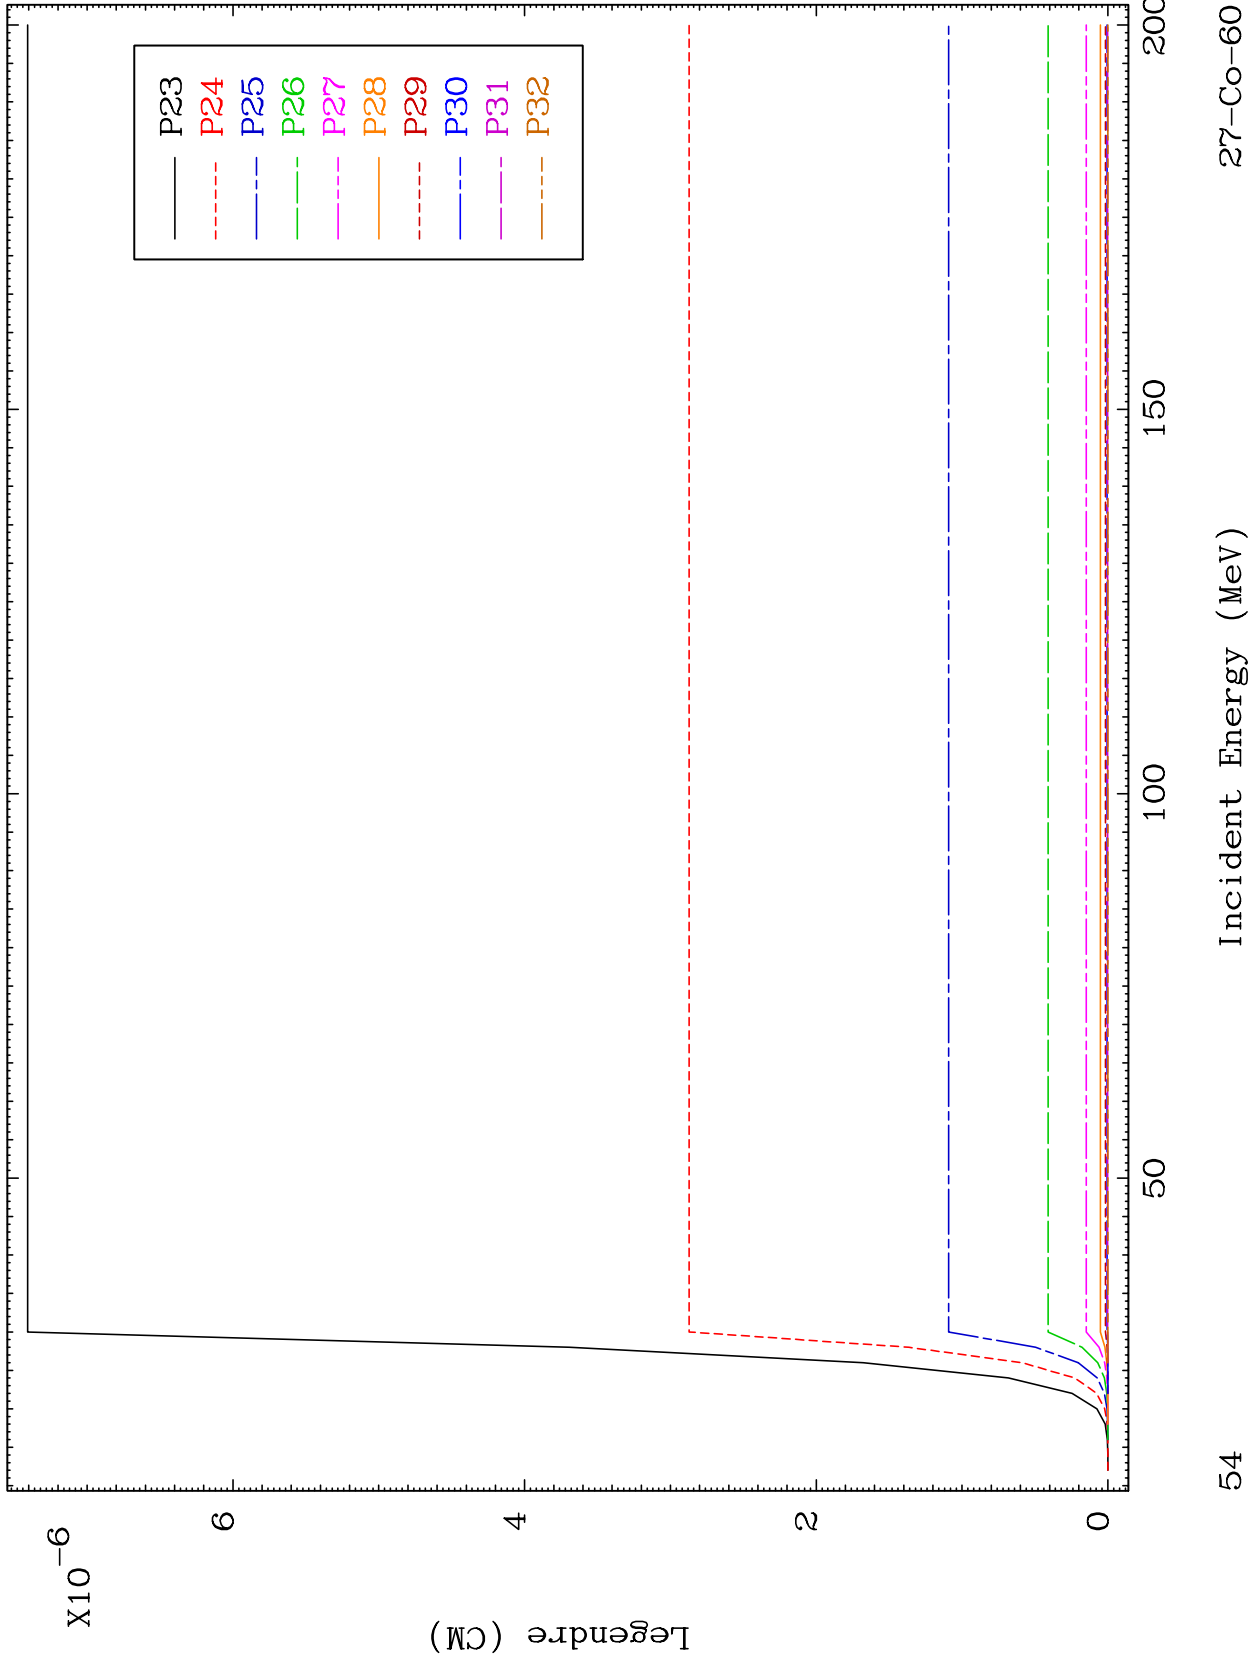 X10
-6
6
4
2
0
Legendre (CM)
P23
P24
P25
P26
P27
P28
P29
P30
P31
P32
50
100
150
200
54
Incident Energy (MeV)
27-Co-60